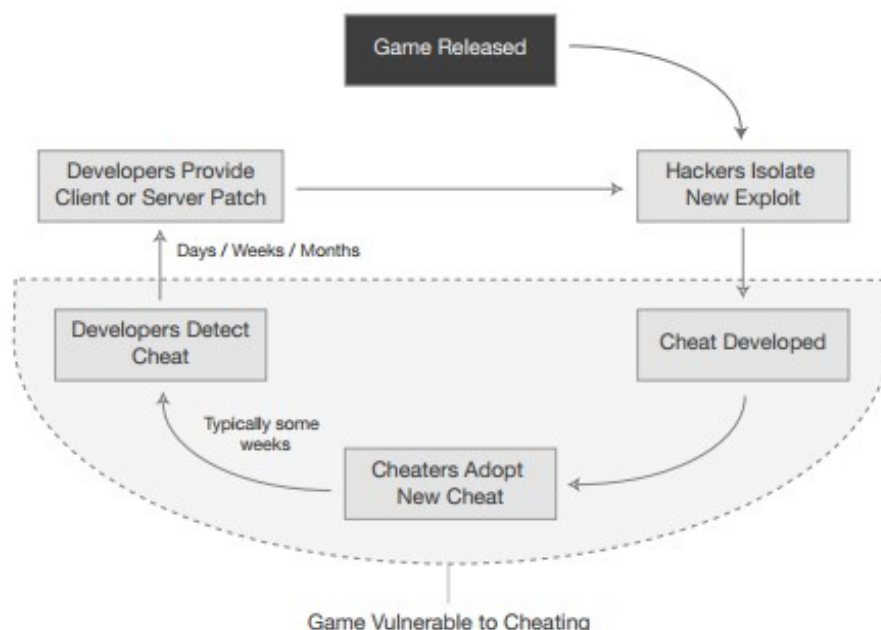 Game Released
Developers Provide
Client or Server Patch
Hackers Isolate
New Exploit
Days / Weeks / Months
Developers Detect
Cheat
Cheat Developed
Typically some
weeks
Cheaters Adopt
New Cheat
Game Vulnerable to Cheating